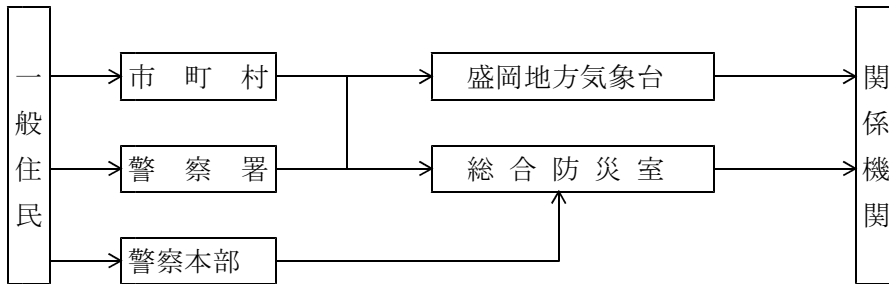 一般住民
市町村
警察署
警察本部
盛岡地方気象台
総合防災室
関係機関